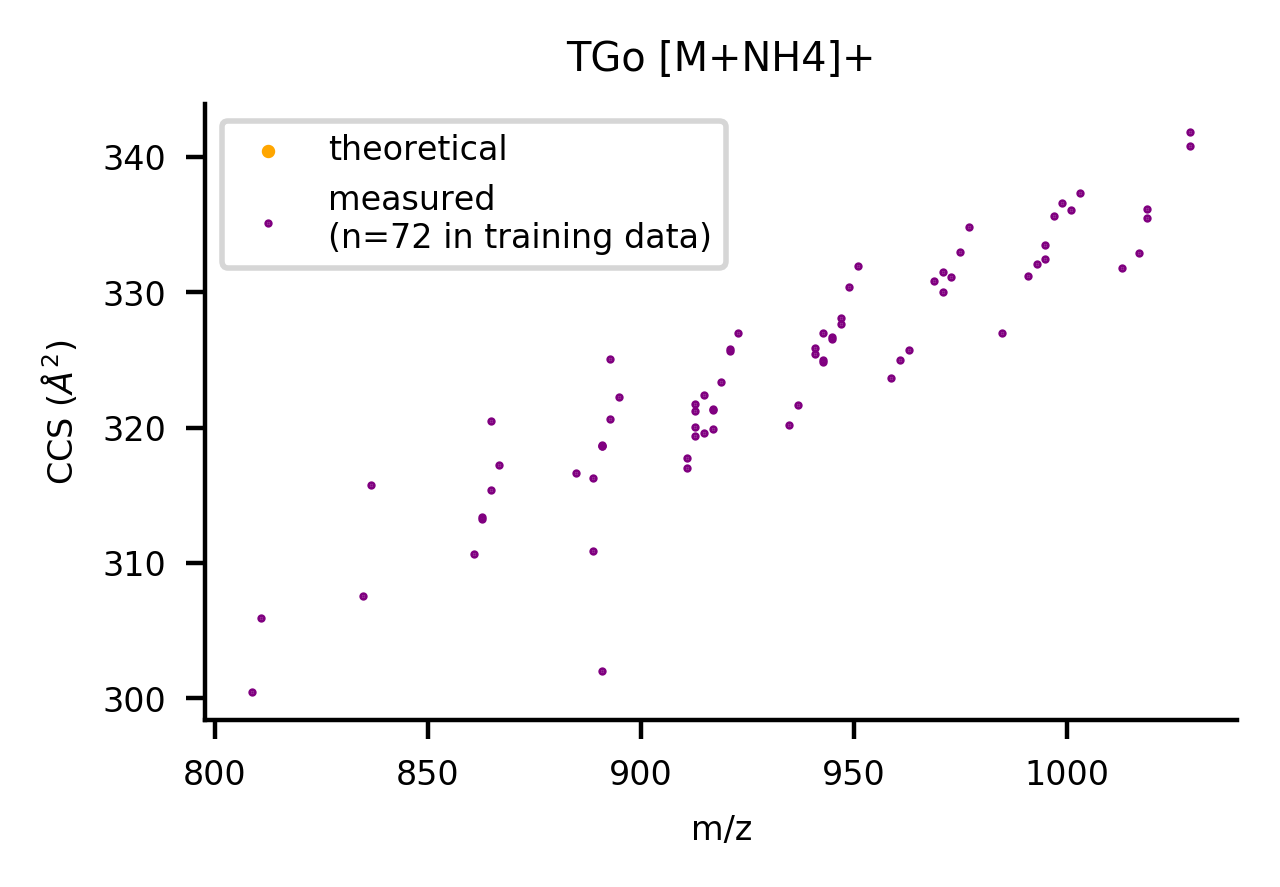 TGo [M+NH4]+
theoretical
measured
(n=72 in training data)
CCS (Å²)
340
330
320
310
300
800
850
900
950
1000
m/z